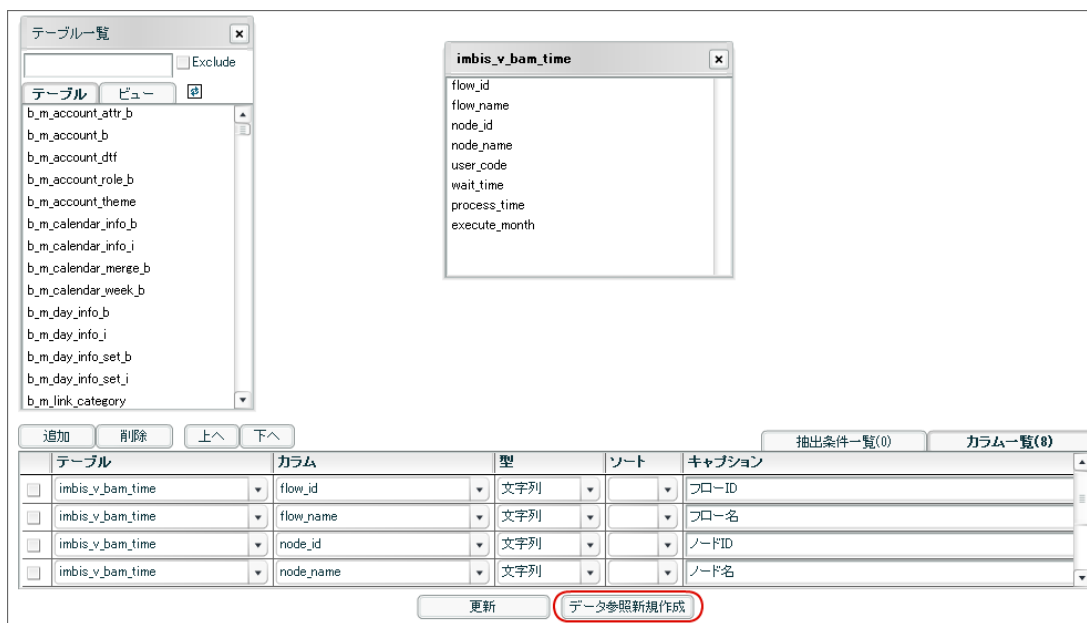 テーブル一覧
Exclude
テーブル ビュー
b_m_account_attr_b
b_m_account_b
b_m_account_dtf
b_m_account_role_b
b_m_account_theme
b_m_calendar_info_b
b_m_calendar_info_i
b_m_calendar_merge_b
b_m_calendar_week_b
b_m_day_info_b
b_m_day_info_i
b_m_day_info_set_b
b_m_day_info_set_i
b_m_link_category
imbis_v_bam_time
flow_id
flow_name
node_id
node_name
user_code
wait_time
process_time
execute_month
追加 削除 上へ 下へ 抽出条件一覧(0) カラム一覧(8)
テーブル カラム 型 ソート キャプション
imbis_v_bam_time flow_id 文字列 フローID
imbis_v_bam_time flow_name 文字列 フロー名
imbis_v_bam_time node_id 文字列 ノードID
imbis_v_bam_time node_name 文字列 ノード名
更新 データ参照新規作成